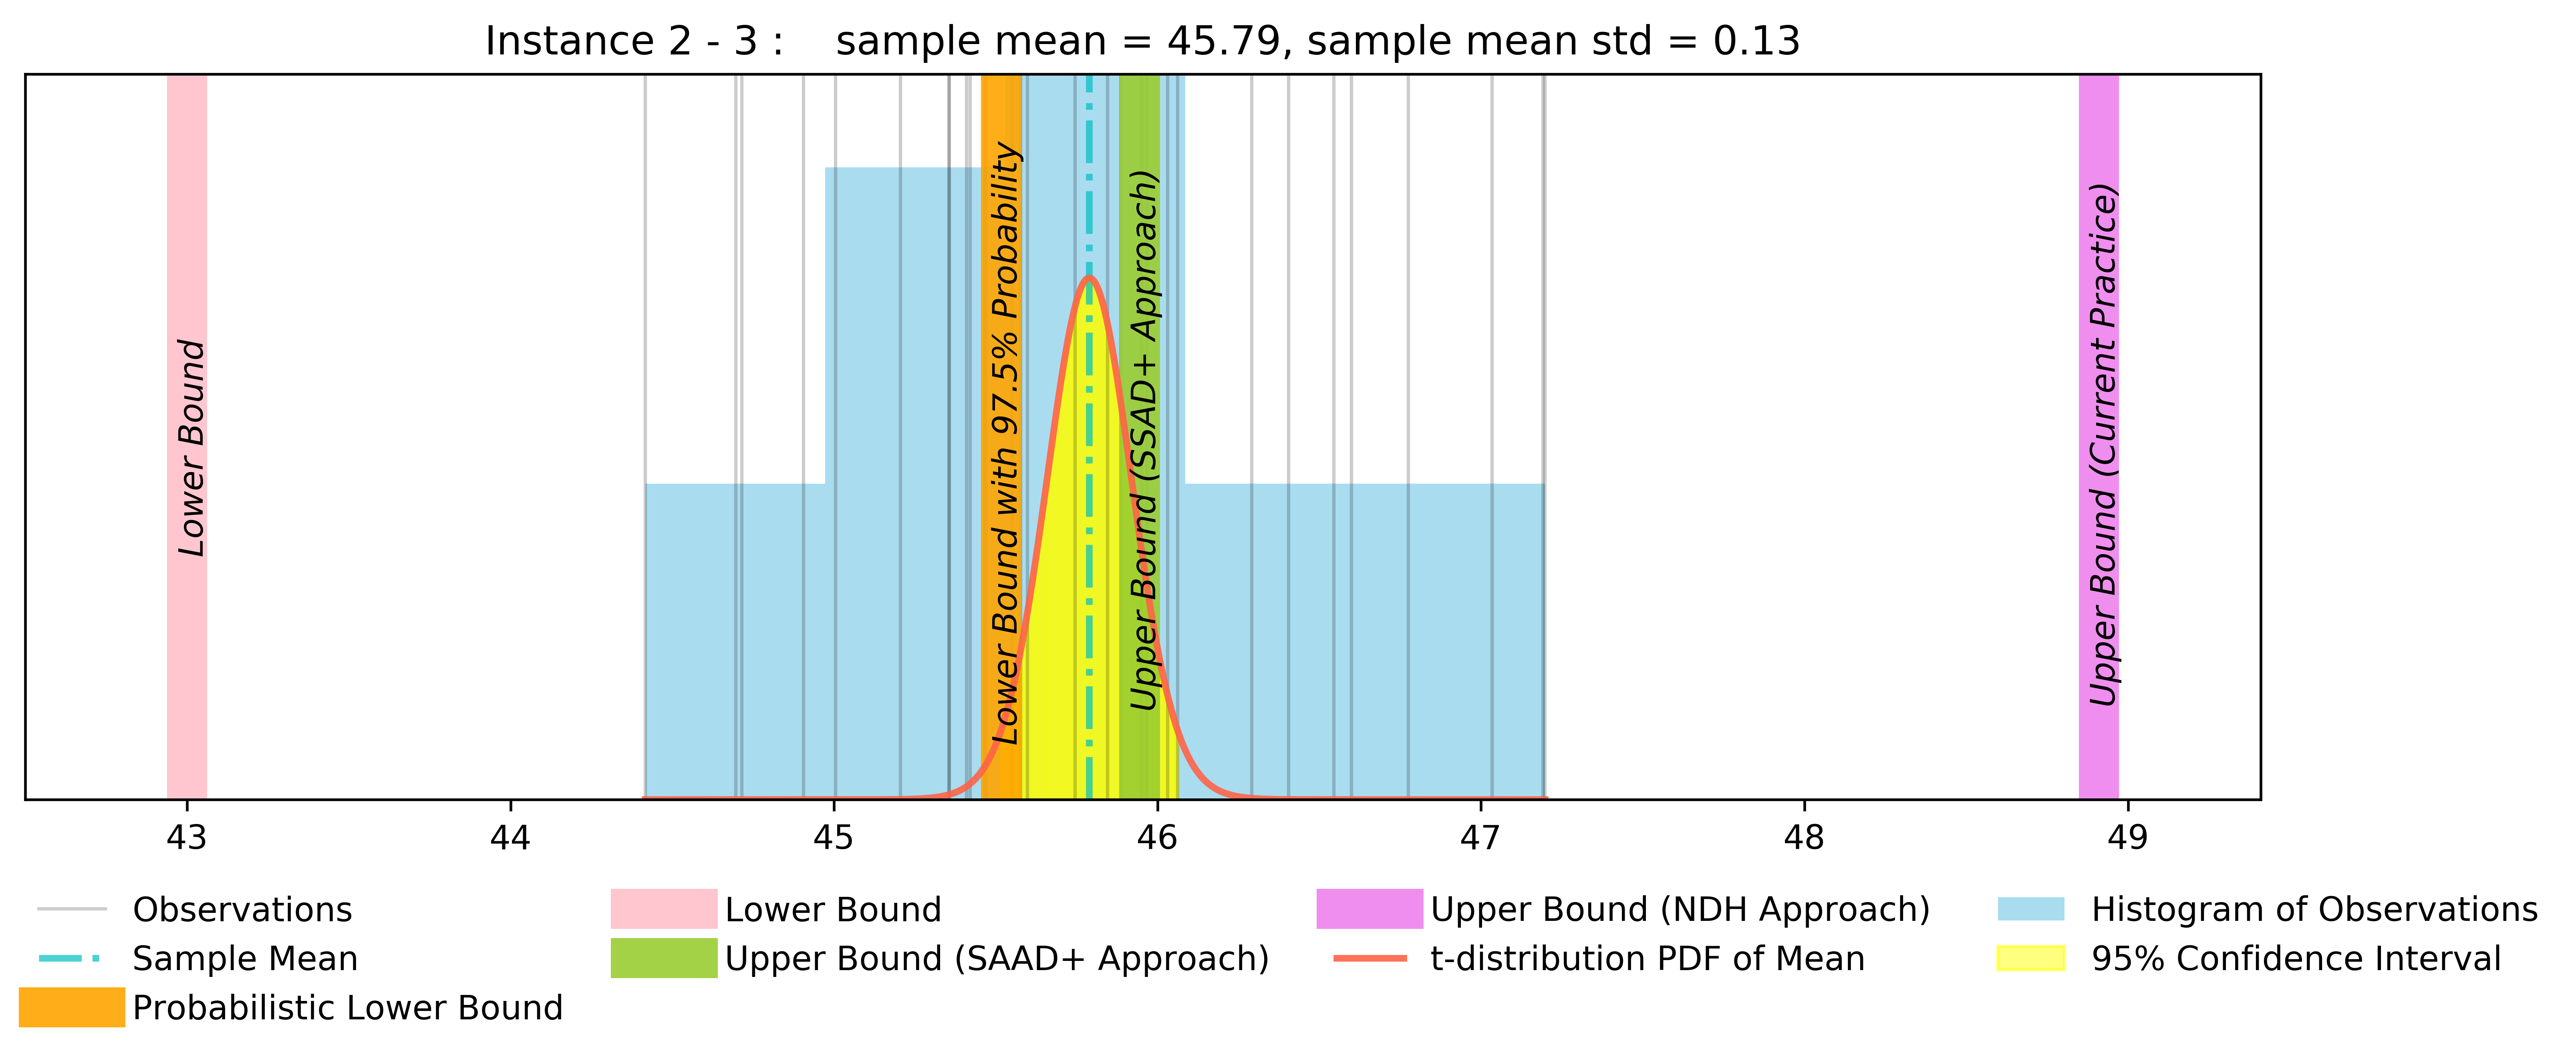 Instance 2 - 3 :    sample mean = 45.79, sample mean std = 0.13
Lower Bound
Lower Bound with 97.5% Probability
Upper Bound (SSAD+ Approach)
Upper Bound (Current Practice)
43 44 45 46 47 48 49
Observations
Sample Mean
Probabilistic Lower Bound
Lower Bound
Upper Bound (SAAD+ Approach)
Upper Bound (NDH Approach)
t-distribution PDF of Mean
Histogram of Observations
95% Confidence Interval